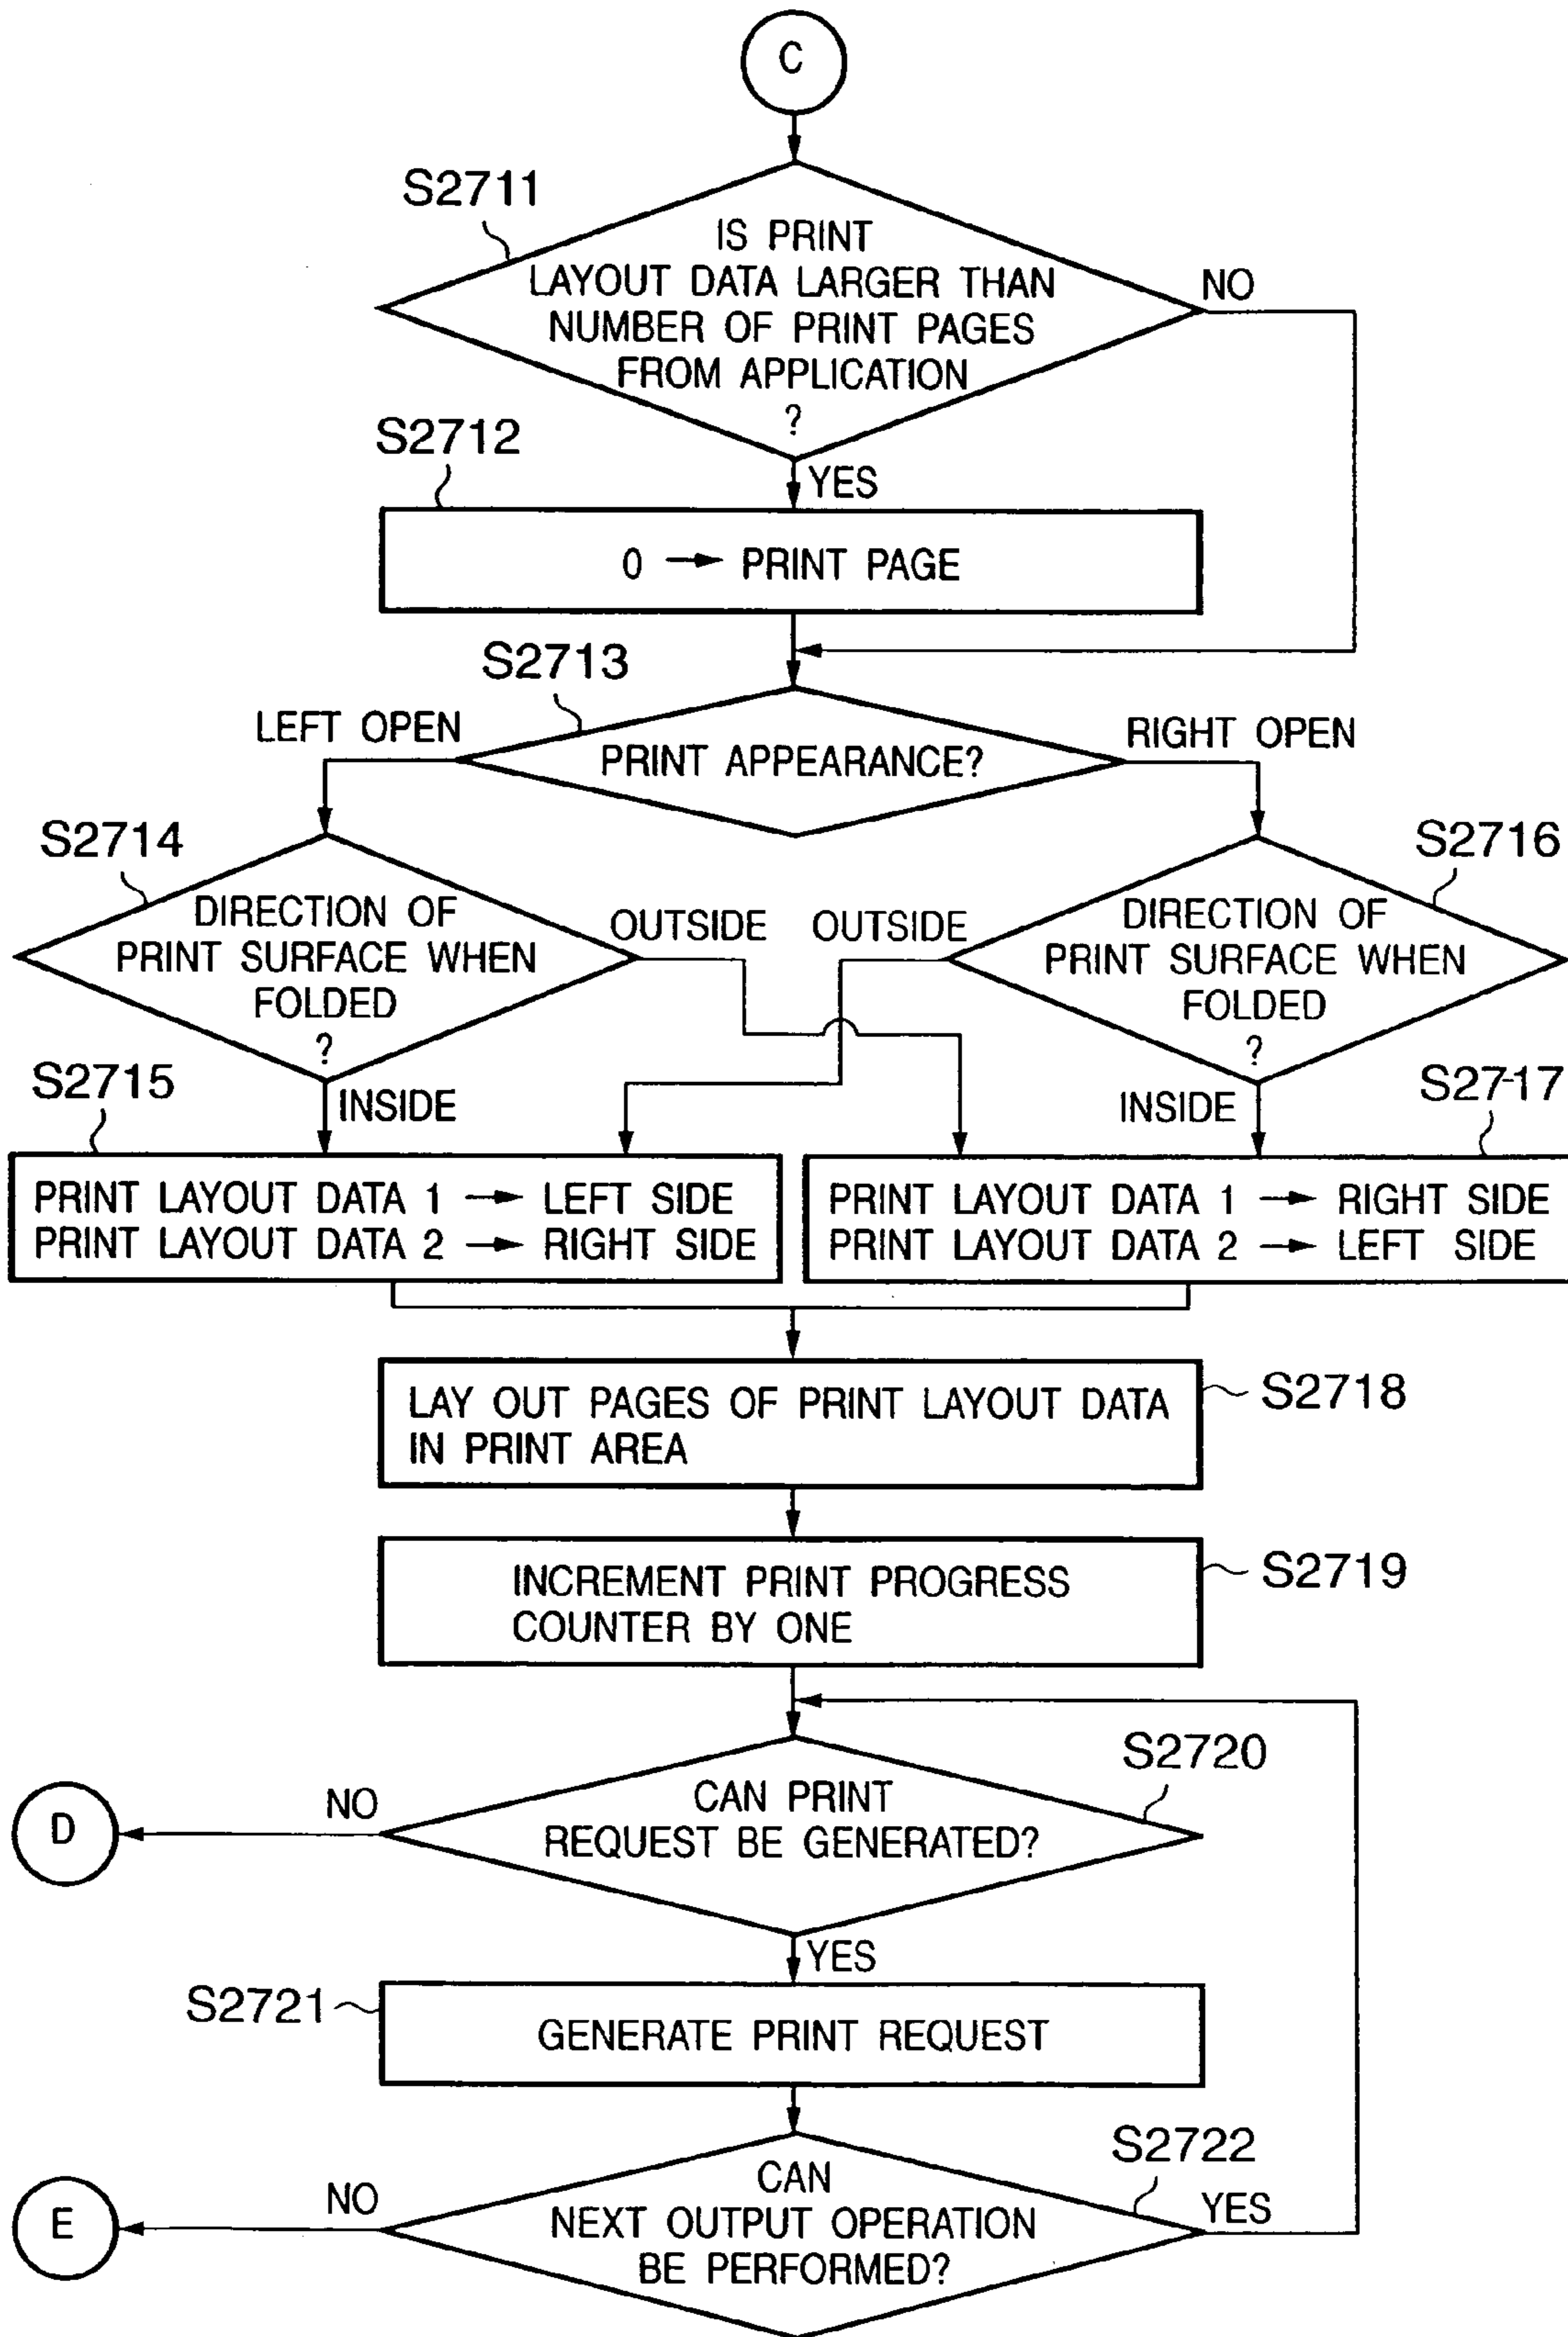 C
S2711
IS PRINT
LAYOUT DATA LARGER THAN
NUMBER OF PRINT PAGES
FROM APPLICATION
?
NO
S2712
YES
0 → PRINT PAGE
S2713
LEFT OPEN
PRINT APPEARANCE?
RIGHT OPEN
S2714
DIRECTION OF
PRINT SURFACE WHEN
FOLDED
?
OUTSIDE
OUTSIDE
S2716
DIRECTION OF
PRINT SURFACE WHEN
FOLDED
?
S2715
INSIDE
INSIDE
S27-17
PRINT LAYOUT DATA 1 → LEFT SIDE
PRINT LAYOUT DATA 2 → RIGHT SIDE
PRINT LAYOUT DATA 1 → RIGHT SIDE
PRINT LAYOUT DATA 2 → LEFT SIDE
LAY OUT PAGES OF PRINT LAYOUT DATA
IN PRINT AREA
S2718
INCREMENT PRINT PROGRESS
COUNTER BY ONE
S2719
S2720
D
NO
CAN PRINT
REQUEST BE GENERATED?
YES
S2721
GENERATE PRINT REQUEST
S2722
E
NO
CAN
NEXT OUTPUT OPERATION
BE PERFORMED?
YES